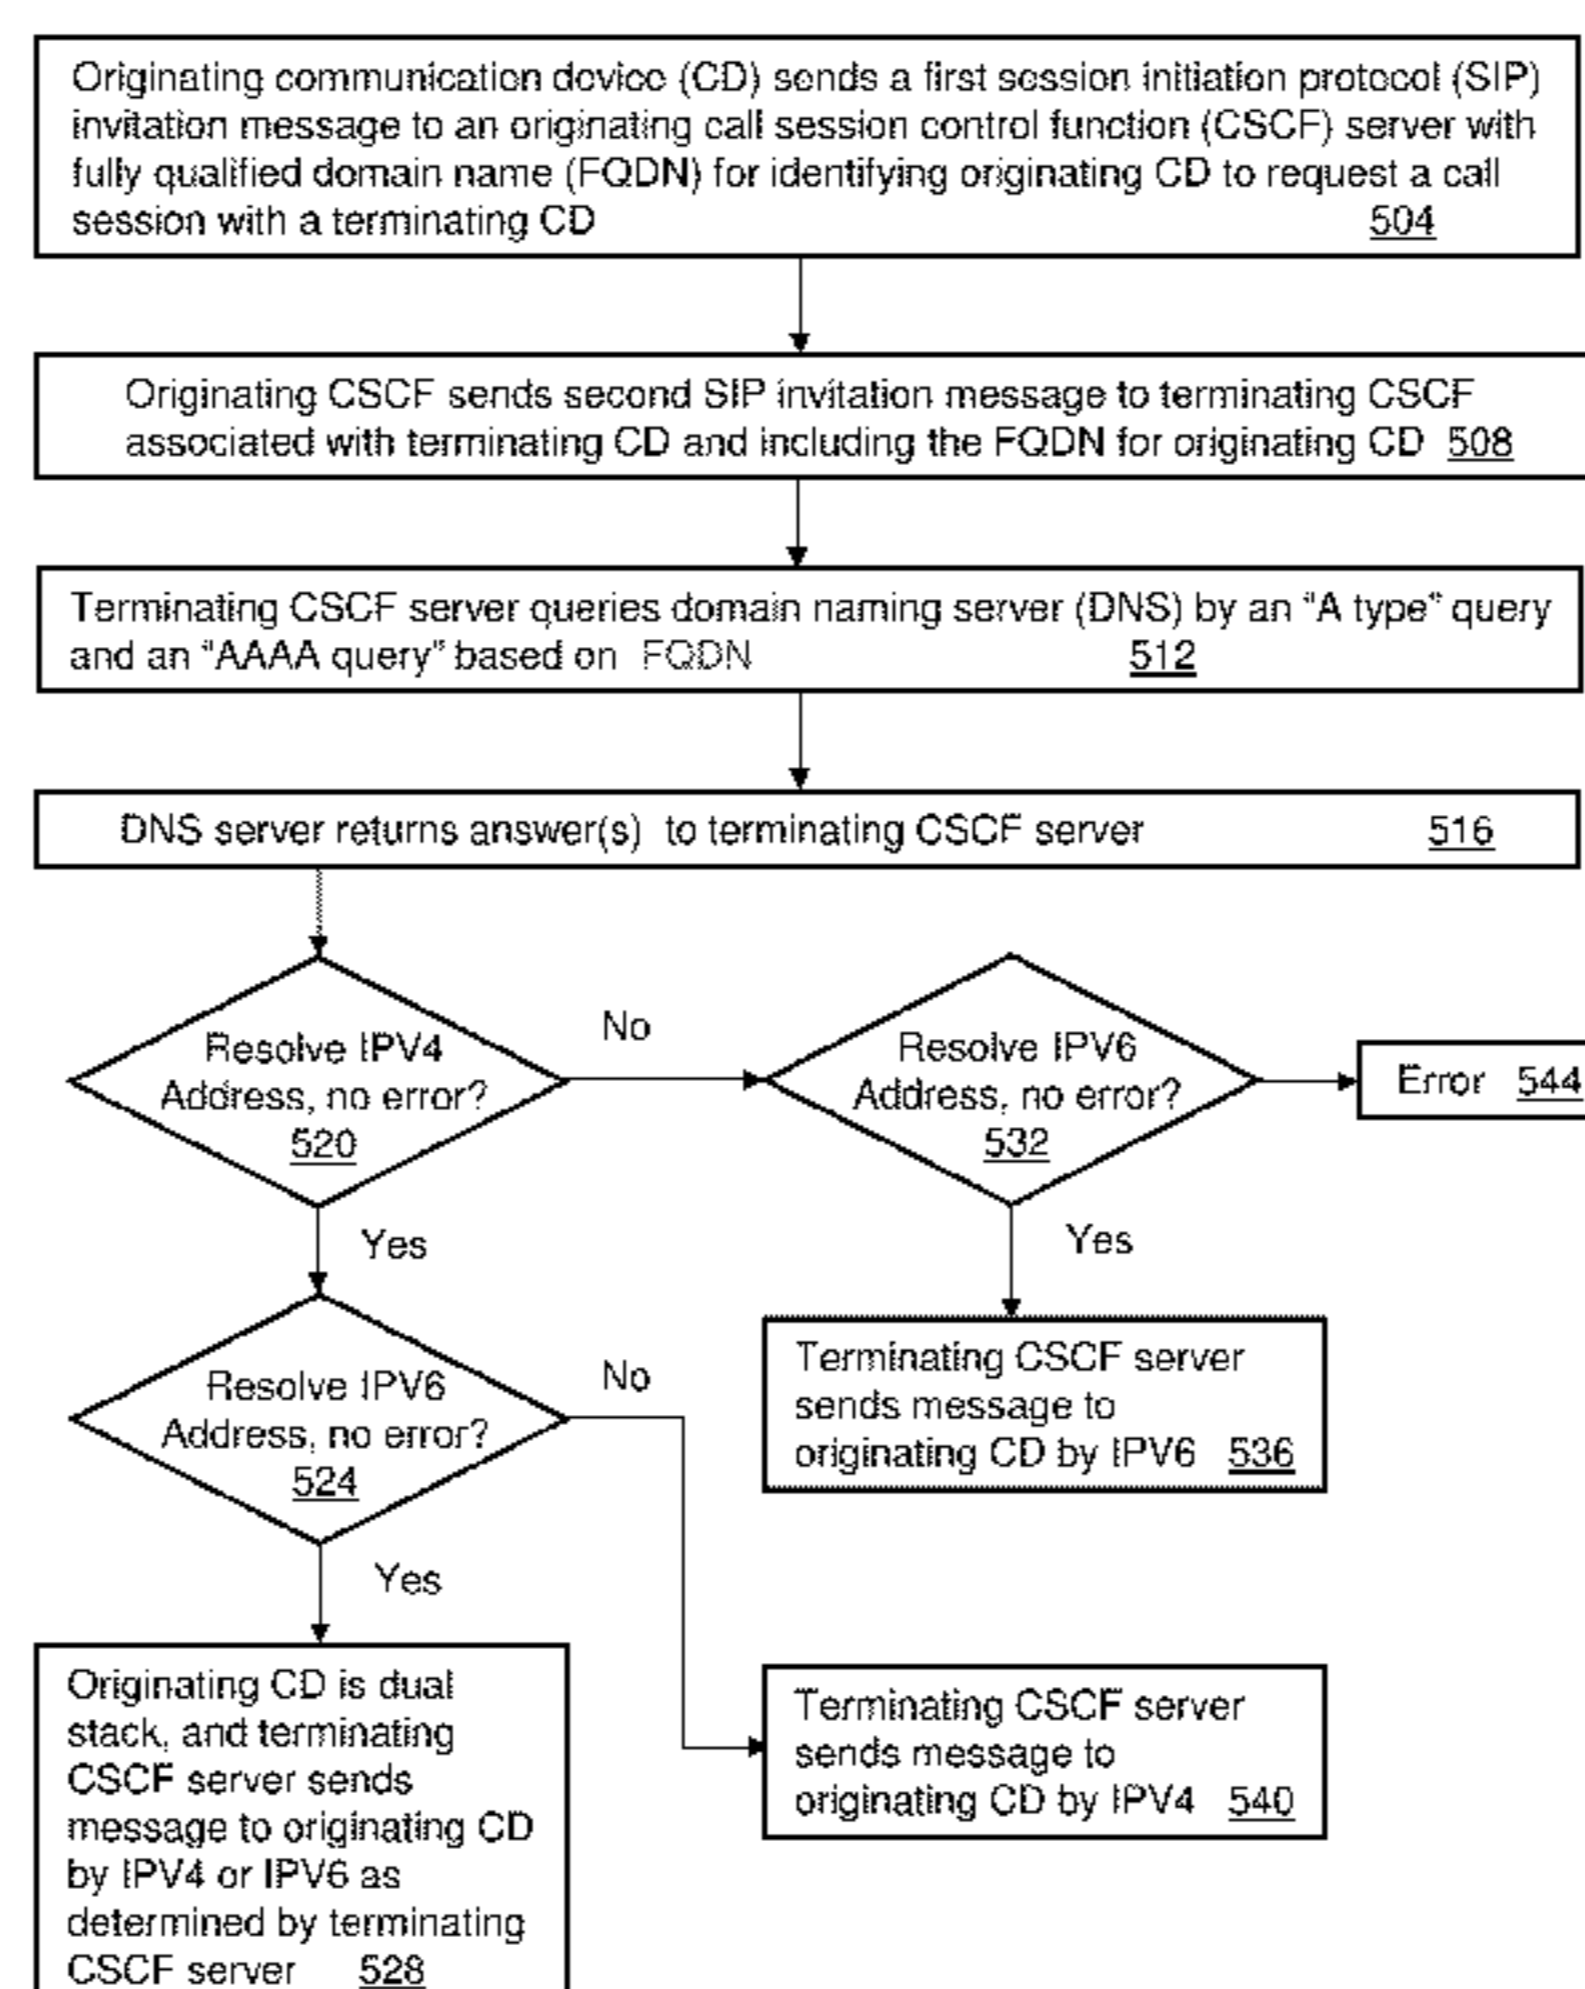 Originating communication device (CD) sends a first session initiation protocol (SIP)
invitation message to an originating call session control function (CSCF) server with
fully qualified domain name (FQDN) for identifying originating CD to request a call
session with a terminating CD 504
Originating CSCF sends second SIP invitation message to terminating CSCF
associated with terminating CD and including the FQDN for originating CD 508
Terminating CSCF server queries domain naming server (DNS) by an "A type" query
and an "AAAA query" based on FQDN 512
DNS server returns answer(s) to terminating CSCF server 516
Resolve IPV4
Address, no error?
520
No
Resolve IPV6
Address, no error?
532
Error 544
Yes
Yes
Resolve IPV6
Address, no error?
524
No
Terminating CSCF server
sends message to
originating CD by IPV6 536
Yes
Originating CD is dual
stack, and terminating
CSCF server sends
message to originating CD
by IPV4 or IPV6 as
determined by terminating
CSCF server 528
Terminating CSCF server
sends message to
originating CD by IPV4 540